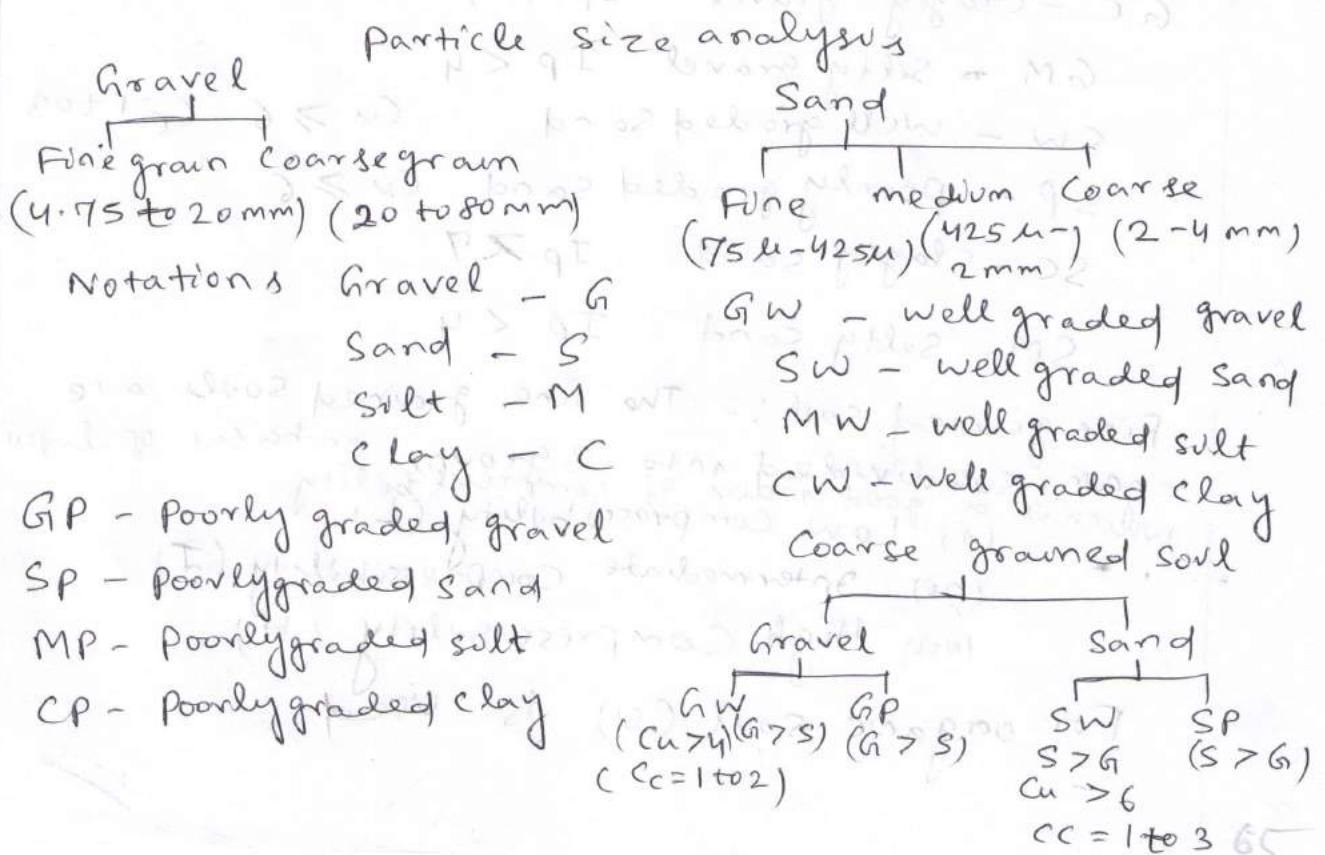 Particle size analysis
Gravel
Fine grain Coarse grain
(4.75 to 20mm) (20 to 80mm)
Sand
Fine medium Coarse
(75 μ-425μ) (425 μ-2mm) (2-4 mm)
Notations Gravel - G
Sand - S
Silt - M
Clay - C
GP - Poorly graded gravel
SP - Poorly graded sand
MP - Poorly graded silt
CP - Poorly graded clay
GW - well graded gravel
SW - well graded sand
MW - well graded silt
CW - well graded clay
Coarse grained soil
Gravel Sand
GW GP
(Cu >4) (G > S) (G > S)
(Cc = 1 to 2)
SW SP
S > G (S > G)
Cu > 6
CC = 1 to 3